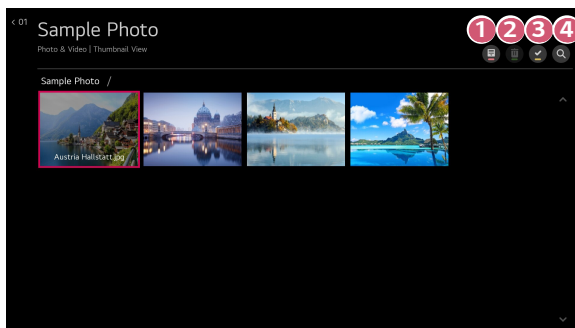 < 01
Sample Photo
1 2 3 4
Photo & Video | Thumbnail View
Sample Photo /
Austria Hallstatt.jpg